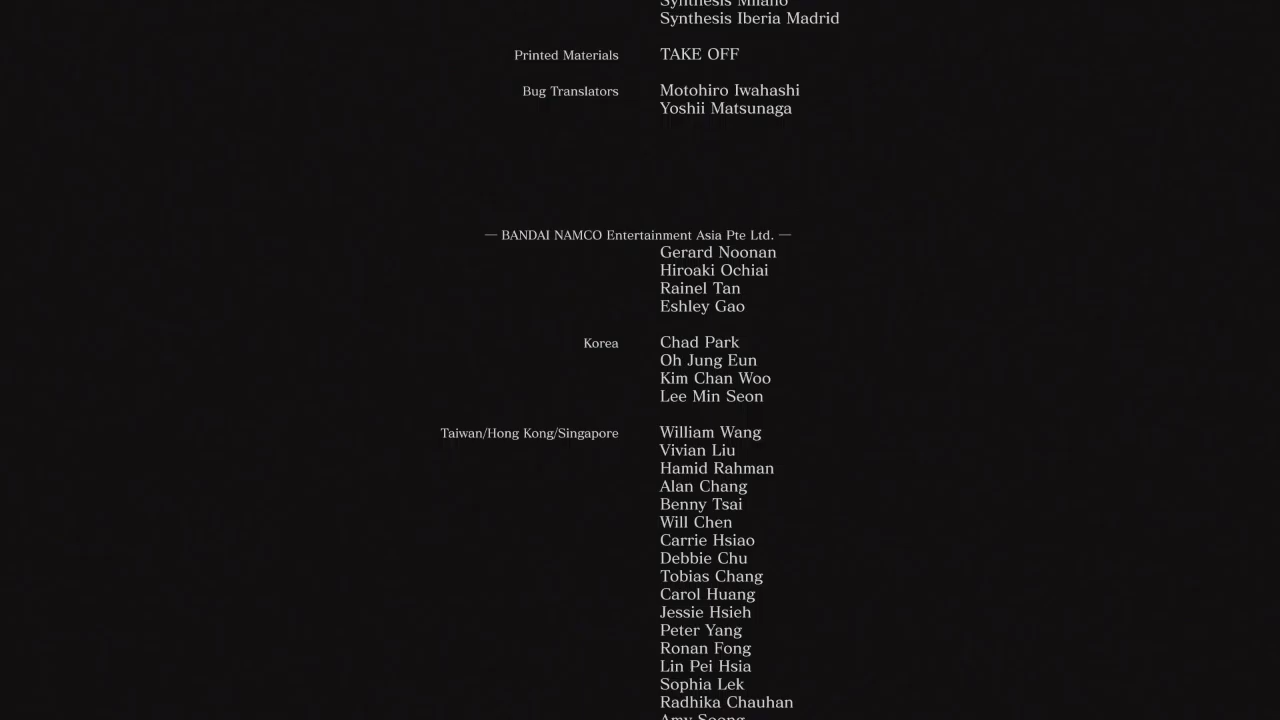 Synthesis Milano
Synthesis Iberia Madrid
Printed Materials TAKE OFF
Bug Translators Motohiro Iwahashi
Yoshii Matsunaga
— BANDAI NAMCO Entertainment Asia Pte Ltd. —
Gerard Noonan
Hiroaki Ochiai
Rainel Tan
Eshley Gao
Korea Chad Park
Oh Jung Eun
Kim Chan Woo
Lee Min Seon
Taiwan/Hong Kong/Singapore William Wang
Vivian Liu
Hamid Rahman
Alan Chang
Benny Tsai
Will Chen
Carrie Hsiao
Debbie Chu
Tobias Chang
Carol Huang
Jessie Hsieh
Peter Yang
Ronan Fong
Lin Pei Hsia
Sophia Lek
Radhika Chauhan
Amy